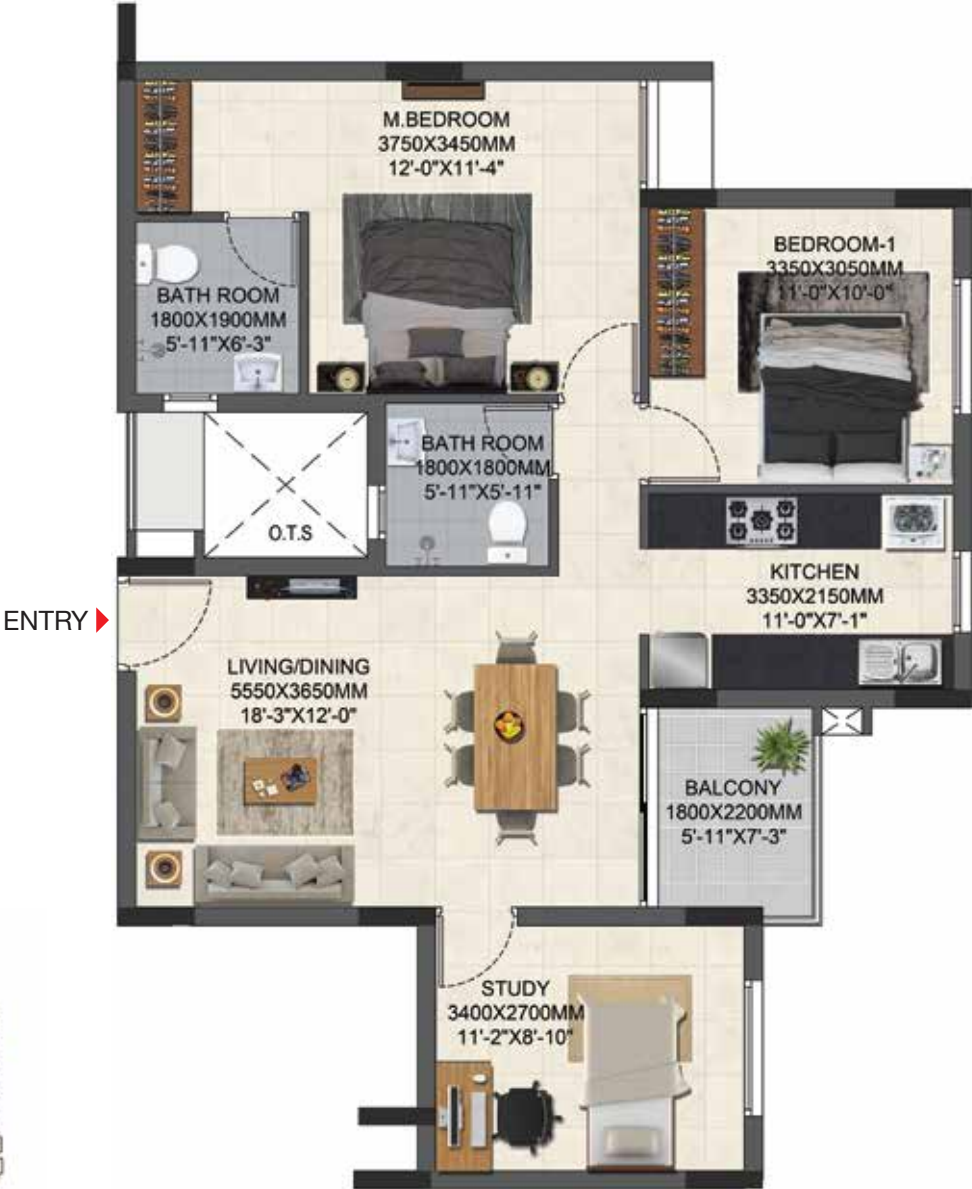 M.BEDROOM
3750X3450MM
12'-0"X11'-4"
BEDROOM-1
3350X3050MM
11'-0"X10'-0"
BATH ROOM
1800X1900MM
5'-11"X6'-3"
BATH ROOM
1800X1800MM
5'-11"X5'-11"
O.T.S
KITCHEN
3350X2150MM
11'-0"X7'-1"
ENTRY
LIVING/DINING
5550X3650MM
18'-3"X12'-0"
BALCONY
1800X2200MM
5'-11"X7'-3"
STUDY
3400X2700MM
11'-2"X8'-10"